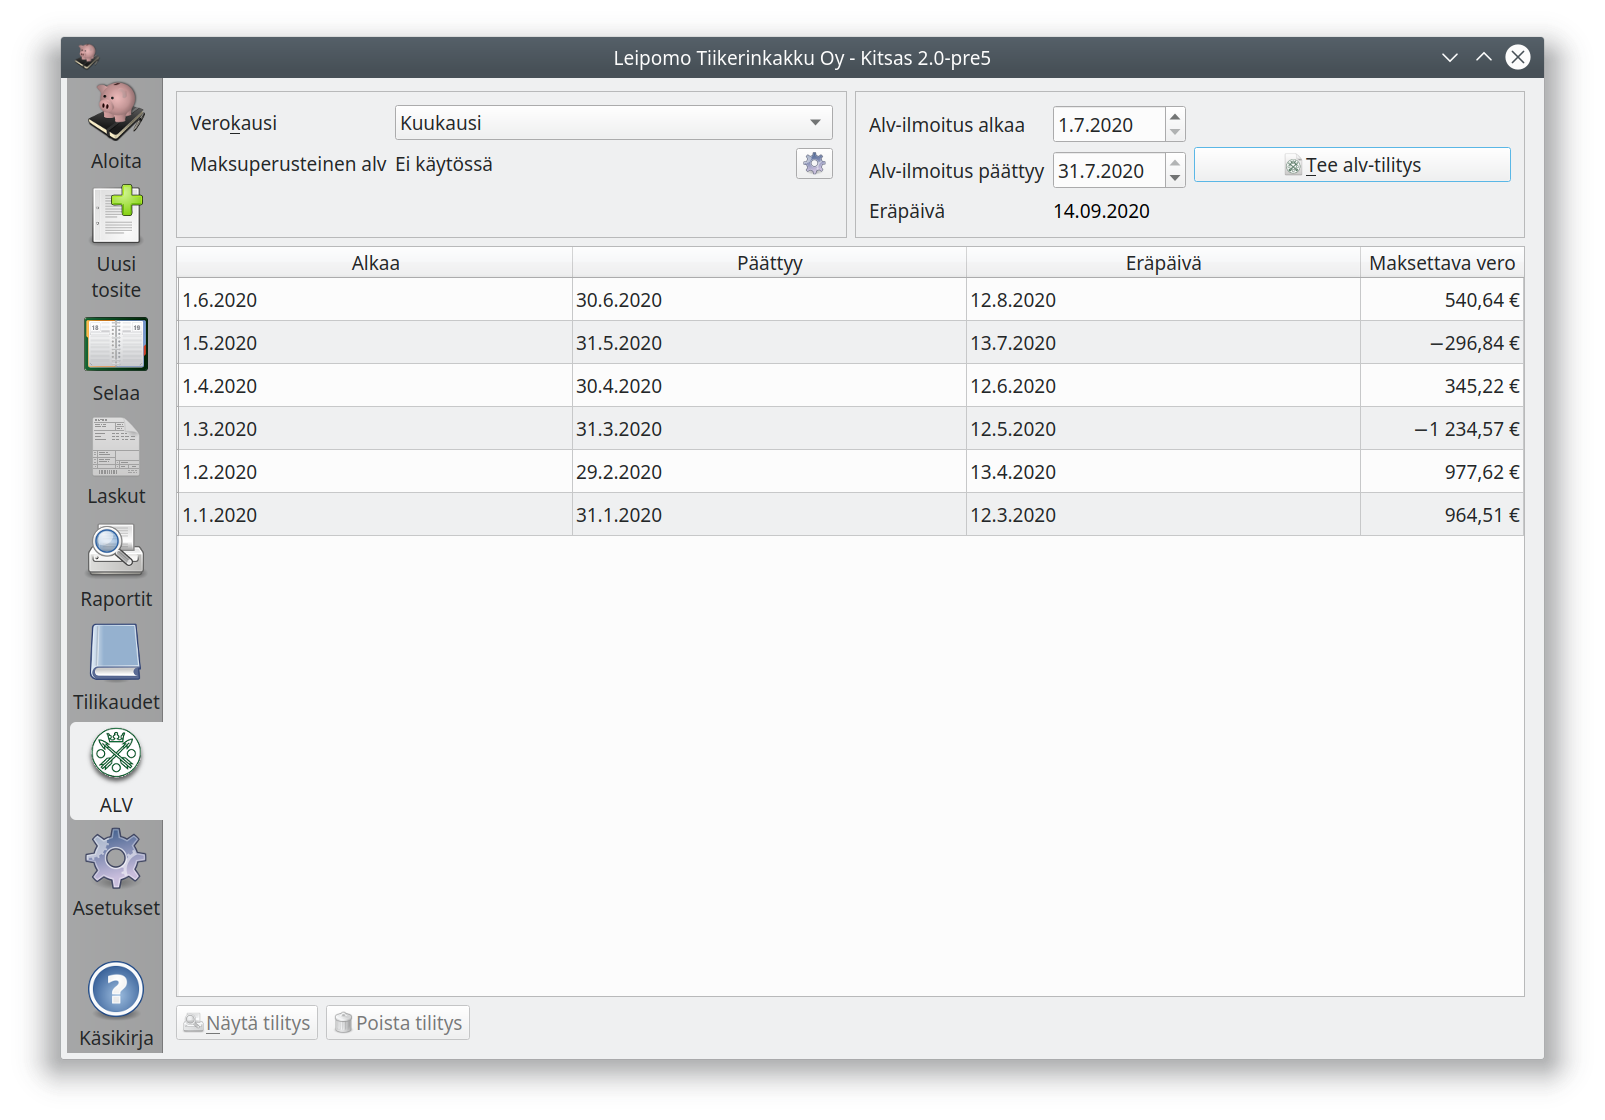 Leipomo Tiikerinkakku Oy - Kitsas 2.0-pre5
Aloita
Uusi
tosite
Selaa
Laskut
Raportit
Tilikaudet
ALV
Asetukset
Käsikirja
Verokausi
Kuukausi
Maksuperusteinen alv Ei käytössä
Alv-ilmoitus alkaa 1.7.2020
Alv-ilmoitus päättyy 31.7.2020
Tee alv-tilitys
Eräpäivä 14.09.2020
Alkaa Päättyy Eräpäivä Maksettava vero
1.6.2020 30.6.2020 12.8.2020 540,64 €
1.5.2020 31.5.2020 13.7.2020 −296,84 €
1.4.2020 30.4.2020 12.6.2020 345,22 €
1.3.2020 31.3.2020 12.5.2020 −1 234,57 €
1.2.2020 29.2.2020 13.4.2020 977,62 €
1.1.2020 31.1.2020 12.3.2020 964,51 €
Näytä tilitys
Poista tilitys